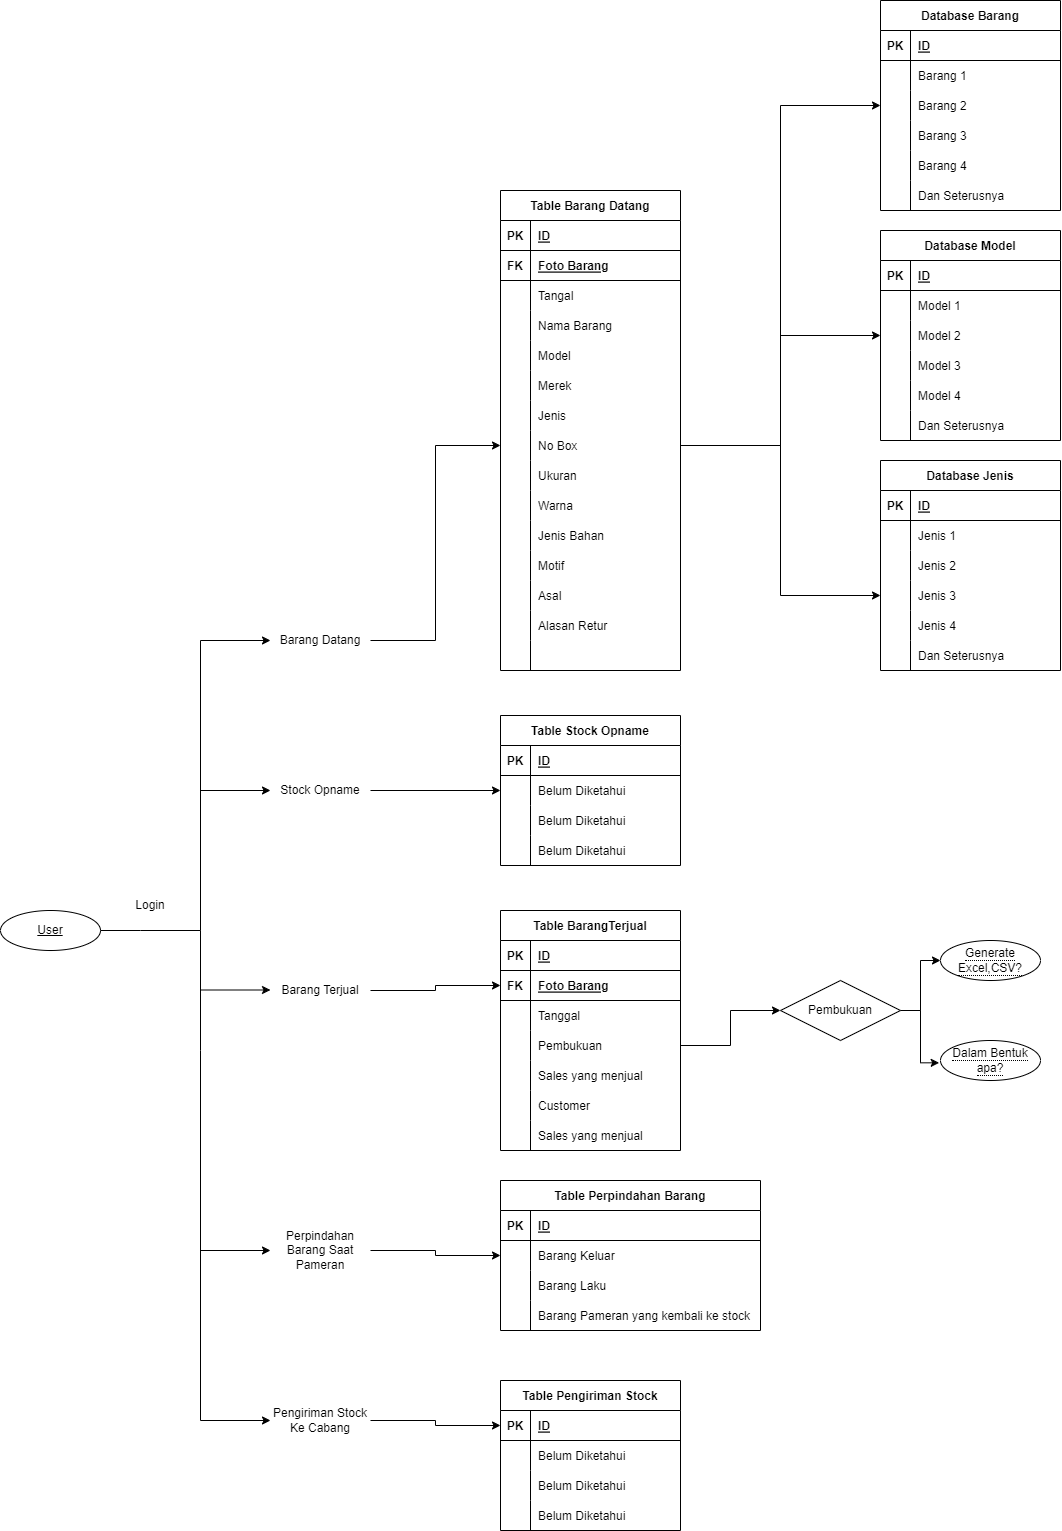 Database Barang
PK ID
Barang 1
Barang 2
Barang 3
Barang 4
Dan Seterusnya
Database Model
PK ID
Model 1
Model 2
Model 3
Model 4
Dan Seterusnya
Database Jenis
PK ID
Jenis 1
Jenis 2
Jenis 3
Jenis 4
Dan Seterusnya
Table Barang Datang
PK ID
FK Foto Barang
Tangal
Nama Barang
Model
Merek
Jenis
No Box
Ukuran
Warna
Jenis Bahan
Motif
Asal
Alasan Retur
Barang Datang
Table Stock Opname
PK ID
Belum Diketahui
Belum Diketahui
Belum Diketahui
Stock Opname
Login
User
Table BarangTerjual
PK ID
FK Foto Barang
Tanggal
Pembukuan
Sales yang menjual
Customer
Sales yang menjual
Barang Terjual
Pembukuan
Generate
Excel,CSV?
Dalam Bentuk
apa?
Table Perpindahan Barang
PK ID
Barang Keluar
Barang Laku
Barang Pameran yang kembali ke stock
Perpindahan
Barang Saat
Pameran
Table Pengiriman Stock
PK ID
Belum Diketahui
Belum Diketahui
Belum Diketahui
Pengiriman Stock
Ke Cabang